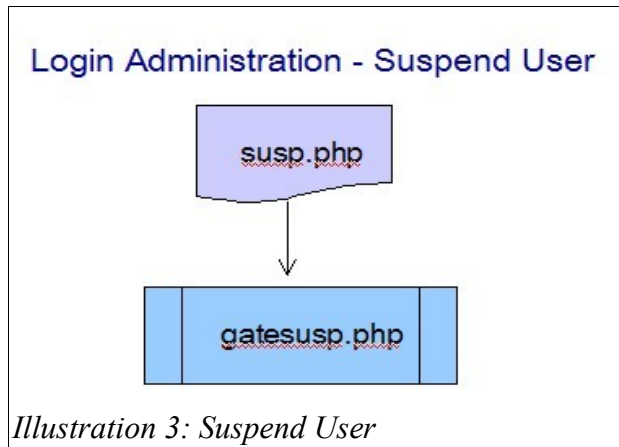 Login Administration - Suspend User
susp.php
gatesusp.php
Illustration 3: Suspend User